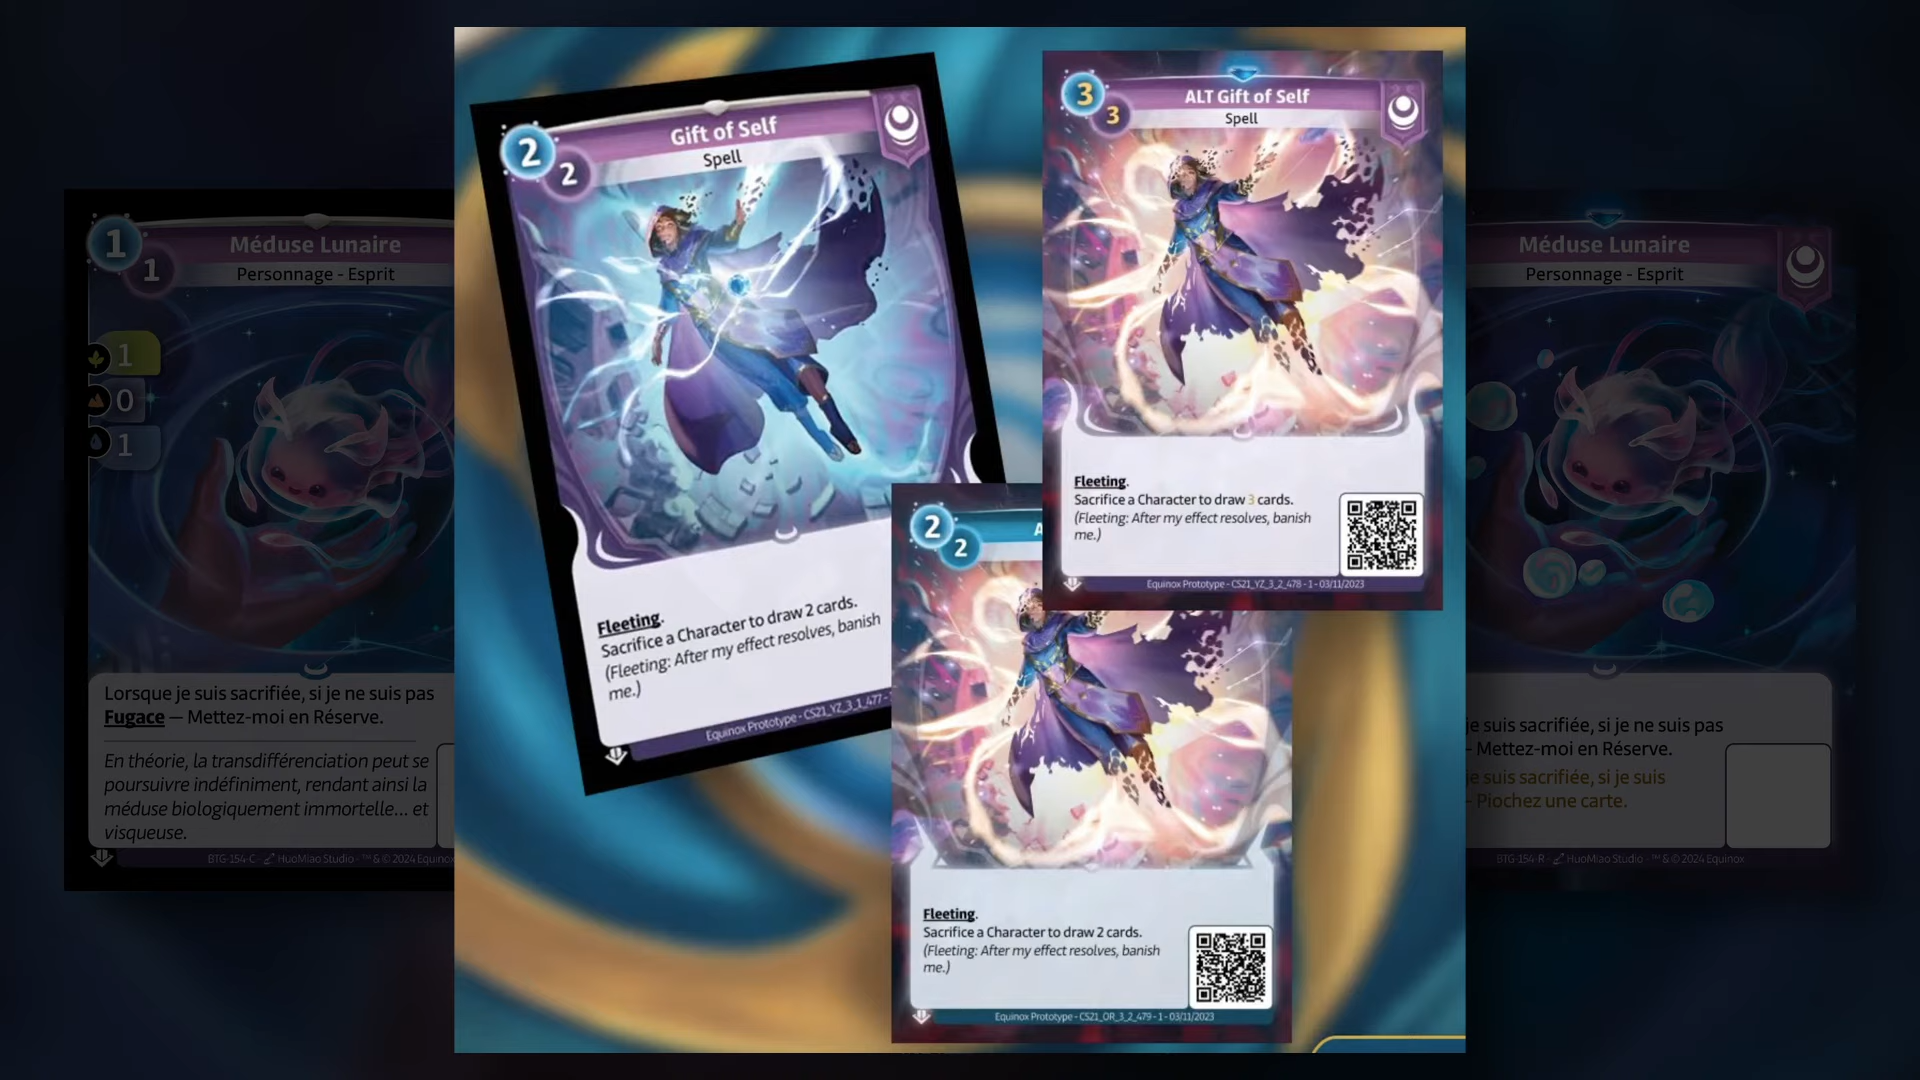 1
1
Méduse Lunaire
Personnage - Esprit
1
0
1
Lorsque je suis sacrifiée, si je ne suis pas
Fugace — Mettez-moi en Réserve.
En théorie, la transdifférenciation peut se
poursuivre indéfiniment, rendant ainsi la
méduse biologiquement immortelle... et
visqueuse.
BTG-154-C - HuoMiao Studio - ™ & © 2024 Equinox
2
2
Gift of Self
Spell
Fleeting.
Sacrifice a Character to draw 2 cards.
(Fleeting: After my effect resolves, banish
me.)
Equinox Prototype - CS21_YZ_3_1_477 -
3
3
ALT Gift of Self
Spell
Fleeting.
Sacrifice a Character to draw 3 cards.
(Fleeting: After my effect resolves, banish
me.)
Equinox Prototype - CS21_YZ_3_2_478 - 1 - 03/11/2023
2
2
A
Fleeting.
Sacrifice a Character to draw 2 cards.
(Fleeting: After my effect resolves, banish
me.)
Equinox Prototype - CS21_OR_3_2_479 - 1 - 03/11/2023
Méduse Lunaire
Personnage - Esprit
je suis sacrifiée, si je ne suis pas
- Mettez-moi en Réserve.
je suis sacrifiée, si je suis
- Piochez une carte.
BTG-154-R - HuoMiao Studio - ™ & © 2024 Equinox